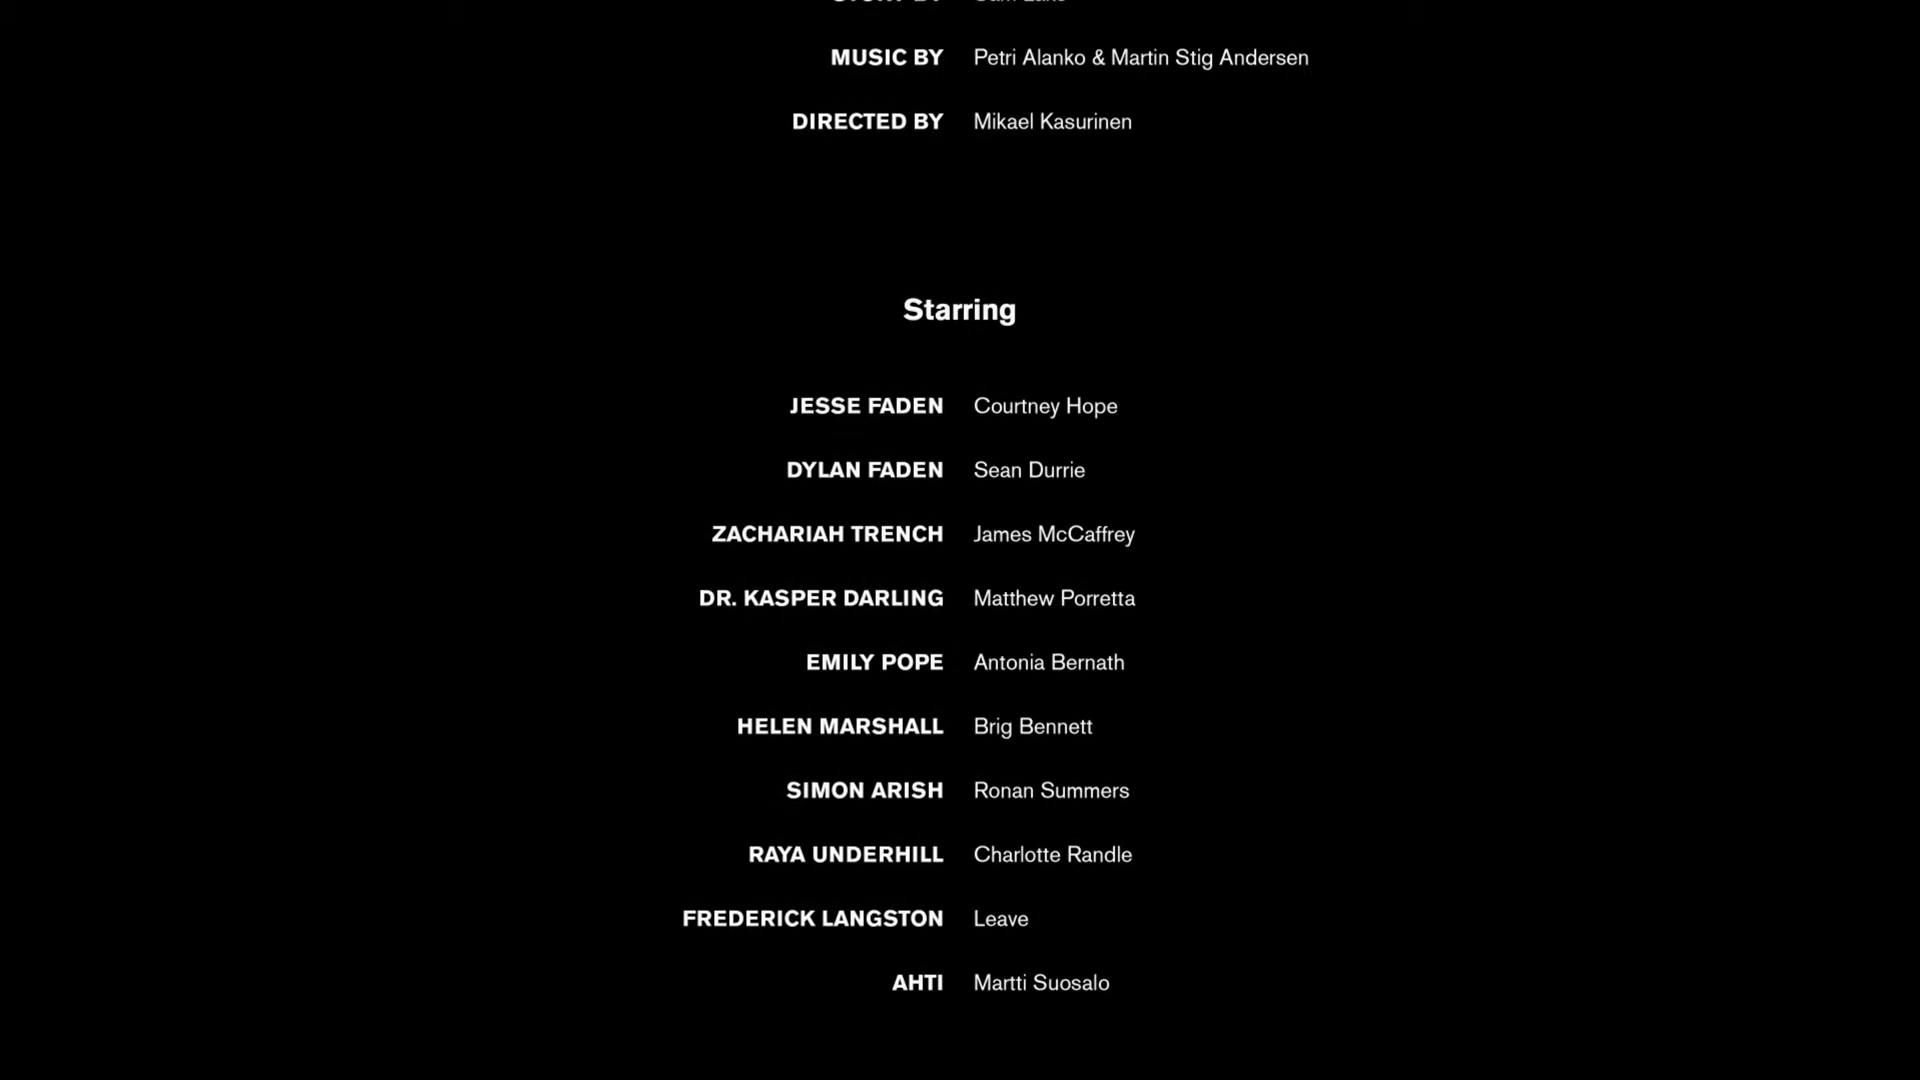 MUSIC BY Petri Alanko & Martin Stig Andersen
DIRECTED BY Mikael Kasurinen
Starring
JESSE FADEN Courtney Hope
DYLAN FADEN Sean Durrie
ZACHARIAH TRENCH James McCaffrey
DR. KASPER DARLING Matthew Porretta
EMILY POPE Antonia Bernath
HELEN MARSHALL Brig Bennett
SIMON ARISH Ronan Summers
RAYA UNDERHILL Charlotte Randle
FREDERICK LANGSTON Leave
AHTI Martti Suosalo